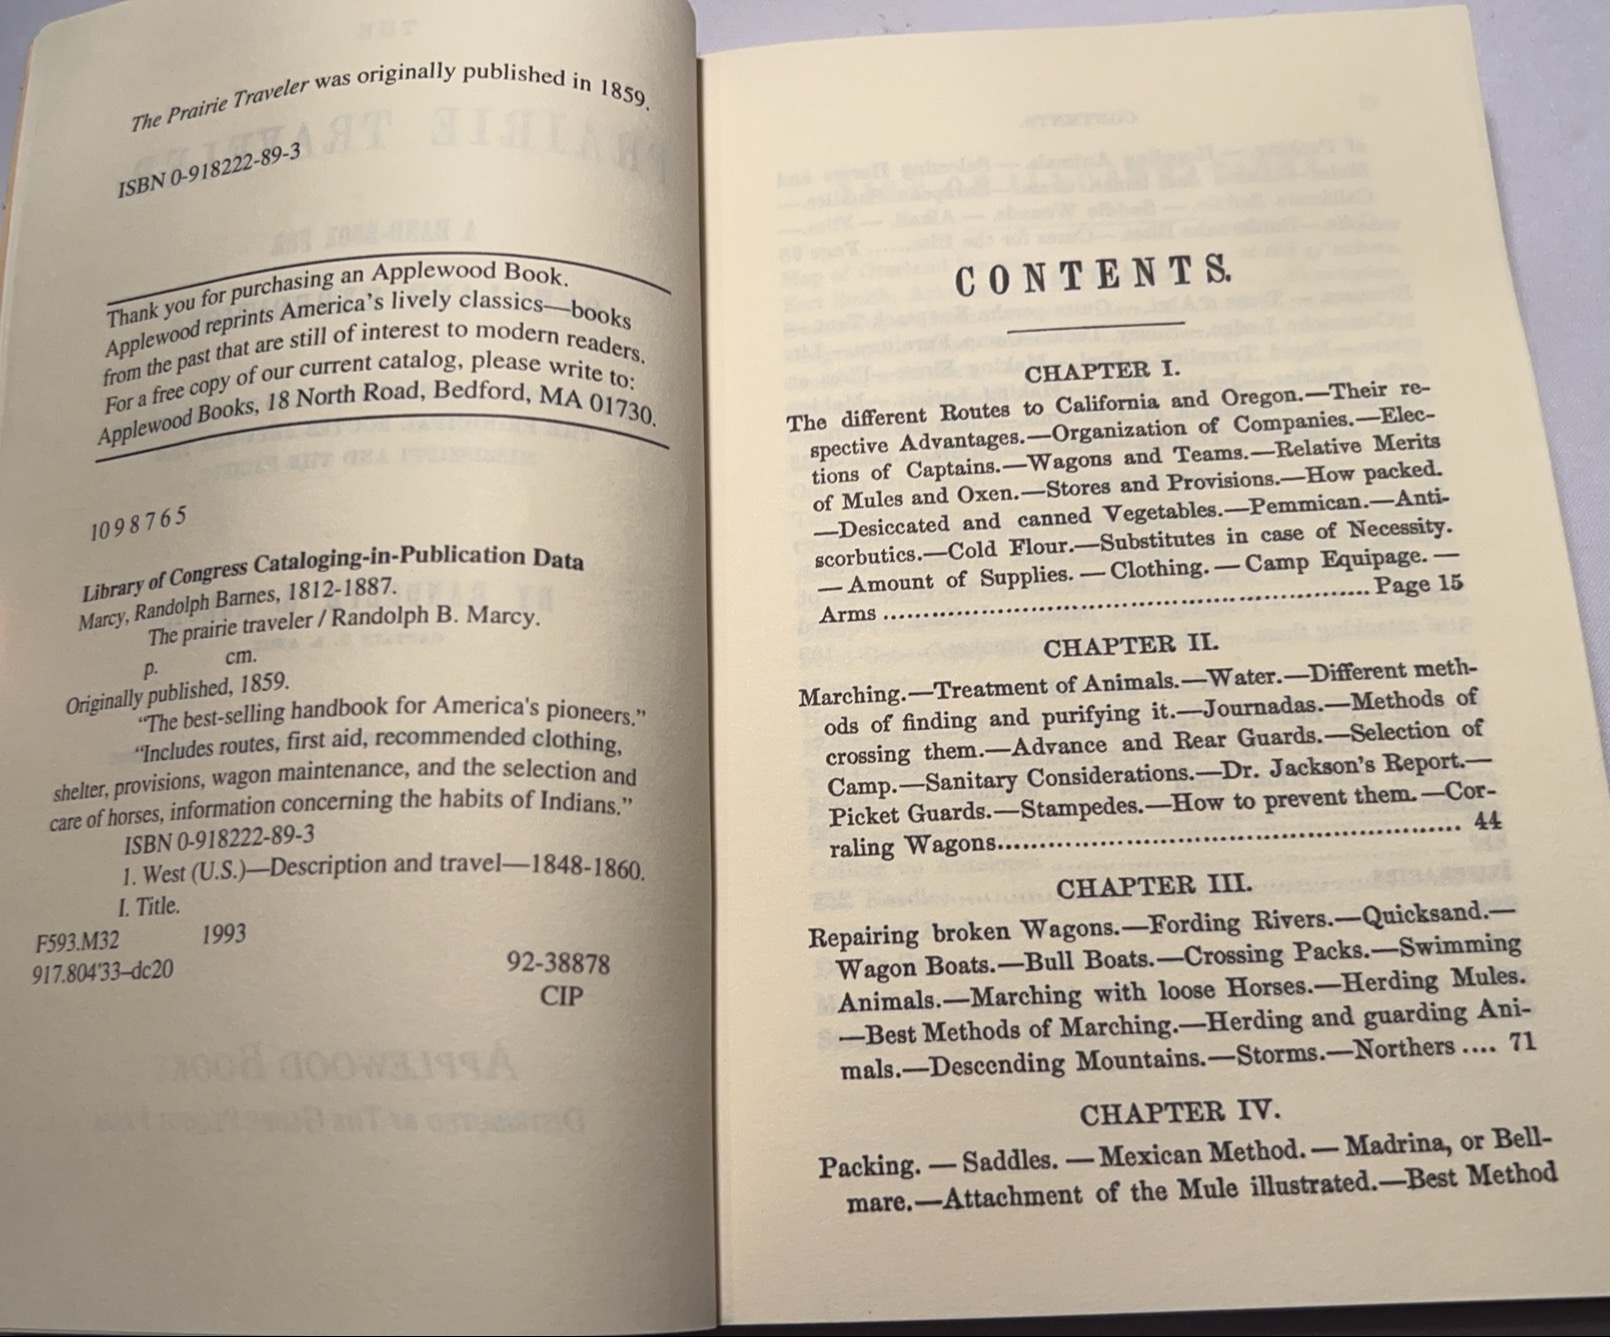 The Prairie Traveler was originally published in 1859.
ISBN 0-918222-89-3
Thank you for purchasing an Applewood Book.
Applewood reprints America's lively classics—books
from the past that are still of interest to modern readers.
For a free copy of our current catalog, please write to:
Applewood Books, 18 North Road, Bedford, MA 01730.
10 9 8 7 6 5
Library of Congress Cataloging-in-Publication Data
Marcy, Randolph Barnes, 1812-1887.
The prairie traveler / Randolph B. Marcy.
p. cm.
Originally published, 1859.
"The best-selling handbook for America's pioneers."
"Includes routes, first aid, recommended clothing,
shelter, provisions, wagon maintenance, and the selection and
care of horses, information concerning the habits of Indians."
ISBN 0-918222-89-3
1. West (U.S.)—Description and travel—1848-1860.
I. Title.
F593.M32 1993
917.804'33–dc20
92-38878
CIP
CONTENTS.
CHAPTER I.
The different Routes to California and Oregon.—Their re-
spective Advantages.—Organization of Companies.—Elec-
tions of Captains.—Wagons and Teams.—Relative Merits
of Mules and Oxen.—Stores and Provisions.—How packed.
—Desiccated and canned Vegetables.—Pemmican.—Anti-
scorbutics.—Cold Flour.—Substitutes in case of Necessity.
— Amount of Supplies. — Clothing. — Camp Equipage. —
Arms ............................................................ Page 15
CHAPTER II.
Marching.—Treatment of Animals.—Water.—Different meth-
ods of finding and purifying it.—Journadas.—Methods of
crossing them.—Advance and Rear Guards.—Selection of
Camp.—Sanitary Considerations.—Dr. Jackson's Report.—
Picket Guards.—Stampedes.—How to prevent them.—Cor-
raling Wagons......................................................... 44
CHAPTER III.
Repairing broken Wagons.—Fording Rivers.—Quicksand.—
Wagon Boats.—Bull Boats.—Crossing Packs.—Swimming
Animals.—Marching with loose Horses.—Herding Mules.
—Best Methods of Marching.—Herding and guarding Ani-
mals.—Descending Mountains.—Storms.—Northers .... 71
CHAPTER IV.
Packing. — Saddles. — Mexican Method. — Madrina, or Bell-
mare.—Attachment of the Mule illustrated.—Best Method